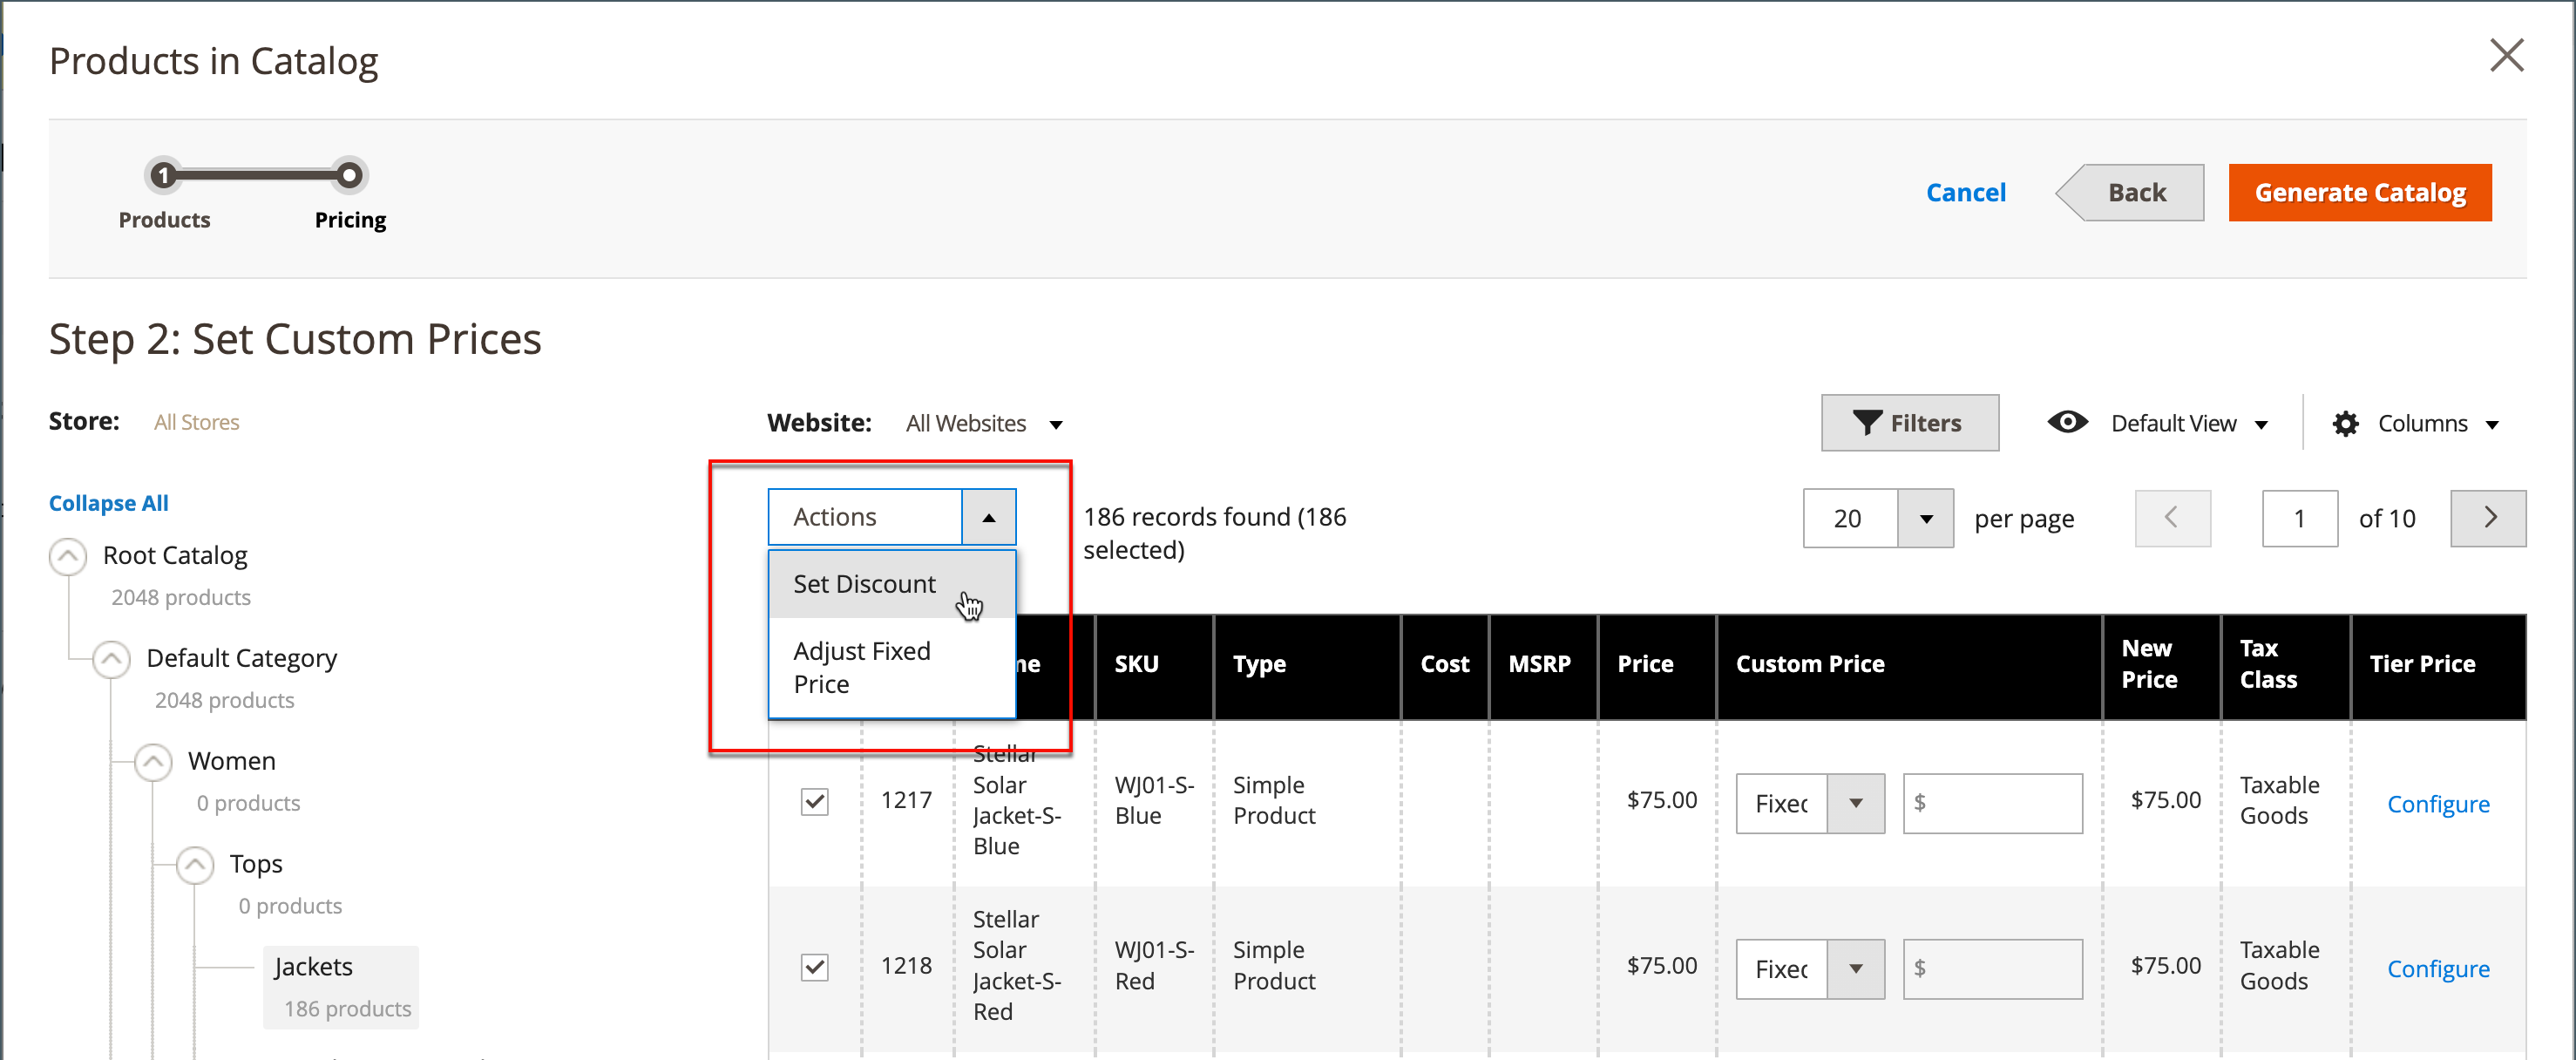 Products in Catalog
1
Products
Pricing
Cancel
Back
Generate Catalog
Step 2: Set Custom Prices
Store: All Stores
Website: All Websites
Filters
Default View
Columns
Collapse All
Actions
186 records found (186
selected)
20
per page
1
of 10
Set Discount
Adjust Fixed
Price
Root Catalog
2048 products
Default Category
2048 products
Women
0 products
Tops
0 products
Jackets
186 products
ne
SKU
Type
Cost
MSRP
Price
Custom Price
New
Price
Tax
Class
Tier Price
1217
Stellar
Solar
Jacket-S-
Blue
WJ01-S-
Blue
Simple
Product
$75.00
Fixed
$
$75.00
Taxable
Goods
Configure
1218
Stellar
Solar
Jacket-S-
Red
WJ01-S-
Red
Simple
Product
$75.00
Fixed
$
$75.00
Taxable
Goods
Configure